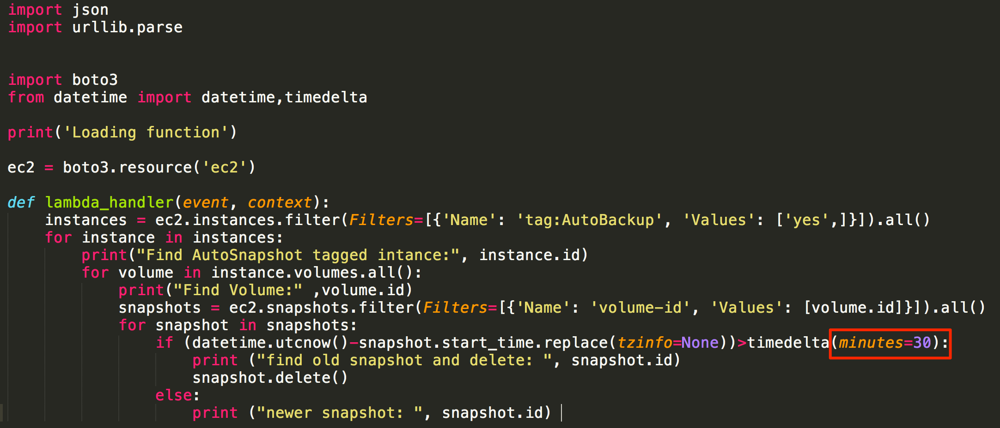 import json
import urllib.parse
import boto3
from datetime import datetime,timedelta
print('Loading function')
ec2 = boto3.resource('ec2')
def lambda_handler(event, context):
    instances = ec2.instances.filter(Filters=[{'Name': 'tag:AutoBackup', 'Values': ['yes',]}]).all()
    for instance in instances:
        print("Find AutoSnapshot tagged intance:", instance.id)
        for volume in instance.volumes.all():
            print("Find Volume:" ,volume.id)
            snapshots = ec2.snapshots.filter(Filters=[{'Name': 'volume-id', 'Values': [volume.id]}]).all()
            for snapshot in snapshots:
                if (datetime.utcnow()-snapshot.start_time.replace(tzinfo=None))>timedelta(minutes=30):
                    print ("find old snapshot and delete: ", snapshot.id)
                    snapshot.delete()
                else:
                    print ("newer snapshot: ", snapshot.id)